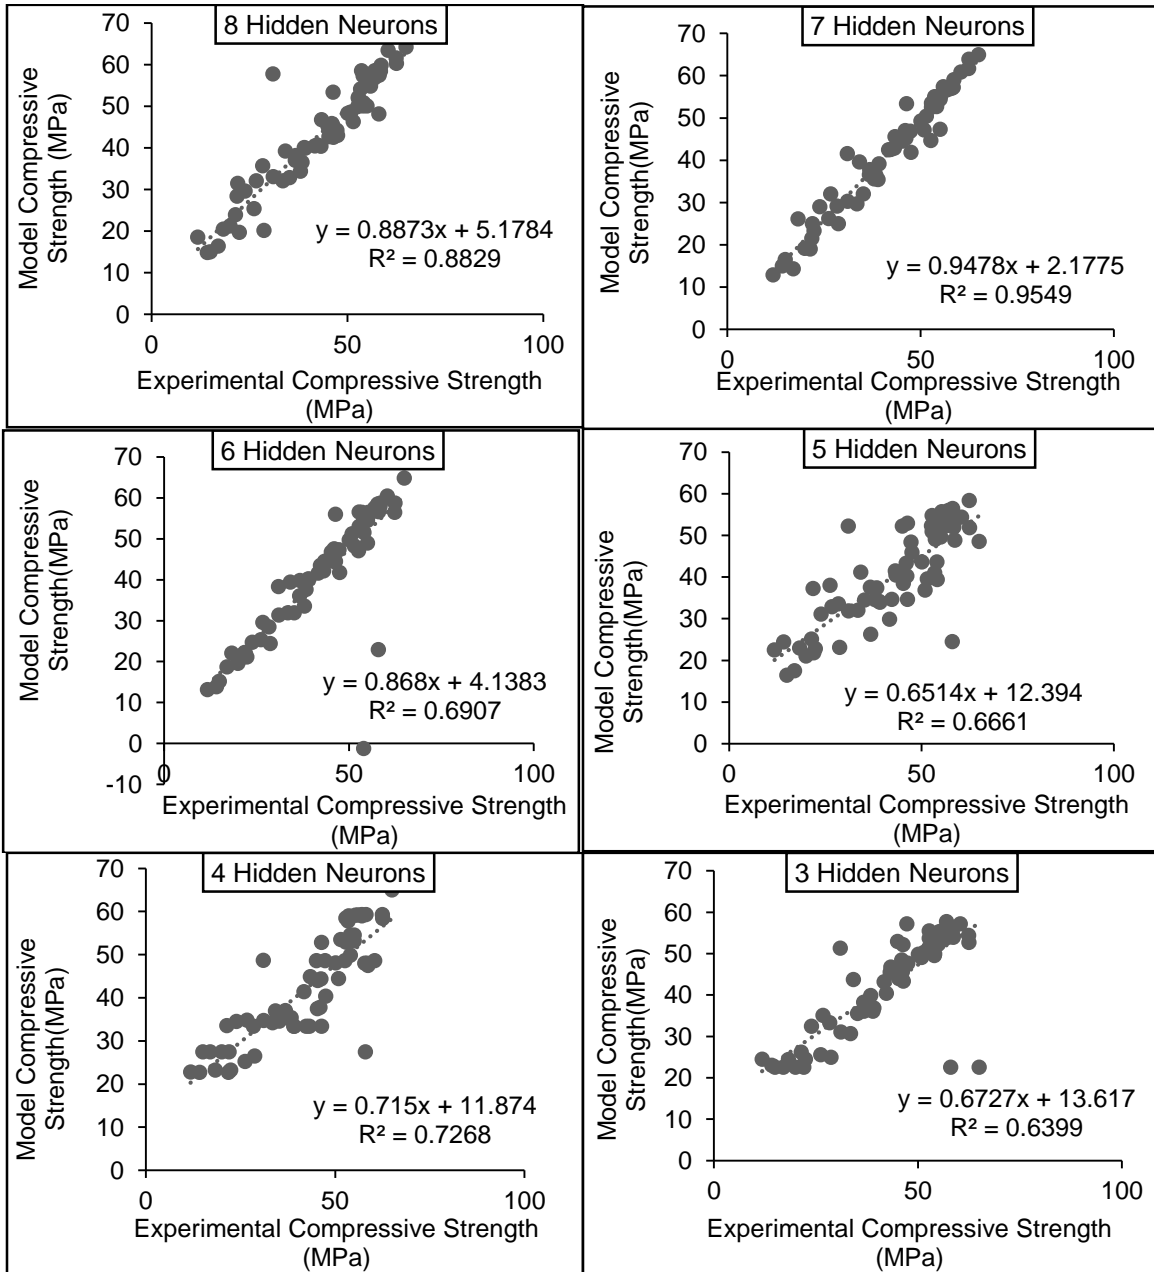 8 Hidden Neurons
Model Compressive
Strength (MPa)
70
60
50
40
30
20
10
0
y = 0.8873x + 5.1784
R² = 0.8829
0 50 100
Experimental Compressive Strength
(MPa)
7 Hidden Neurons
Model Compressive
Strength(MPa)
70
60
50
40
30
20
10
0
y = 0.9478x + 2.1775
R² = 0.9549
0 50 100
Experimental Compressive Strength
(MPa)
6 Hidden Neurons
Model Compressive
Strength(MPa)
70
60
50
40
30
20
10
0
-10
y = 0.868x + 4.1383
R² = 0.6907
0 50 100
Experimental Compressive Strength
(MPa)
5 Hidden Neurons
Model Compressive
Strength(MPa)
70
60
50
40
30
20
10
0
y = 0.6514x + 12.394
R² = 0.6661
0 50 100
Experimental Compressive Strength
(MPa)
4 Hidden Neurons
Model Compressive
Strength(MPa)
70
60
50
40
30
20
10
0
y = 0.715x + 11.874
R² = 0.7268
0 50 100
Experimental Compressive Strength
(MPa)
3 Hidden Neurons
Model Compressive
Strength(MPa)
70
60
50
40
30
20
10
0
y = 0.6727x + 13.617
R² = 0.6399
0 50 100
Experimental Compressive Strength
(MPa)